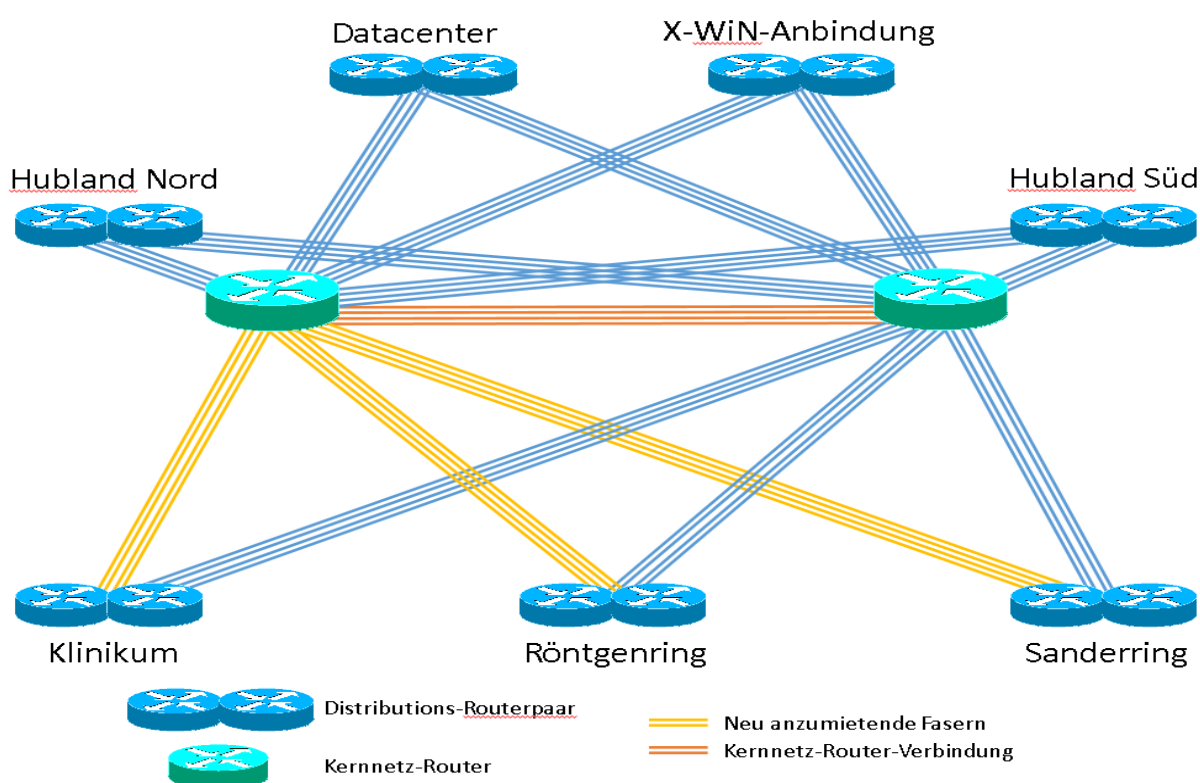 Datacenter
X-WiN-Anbindung
Hubland Nord
Hubland Süd
Klinikum
Röntgenring
Sanderring
Distributions-Routerpaar
Kernnetz-Router
Neu anzumietende Fasern
Kernnetz-Router-Verbindung